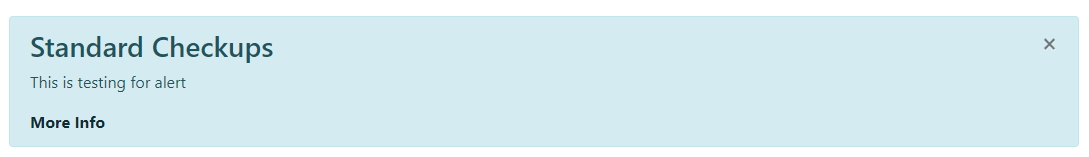 Standard Checkups
×
This is testing for alert
More Info